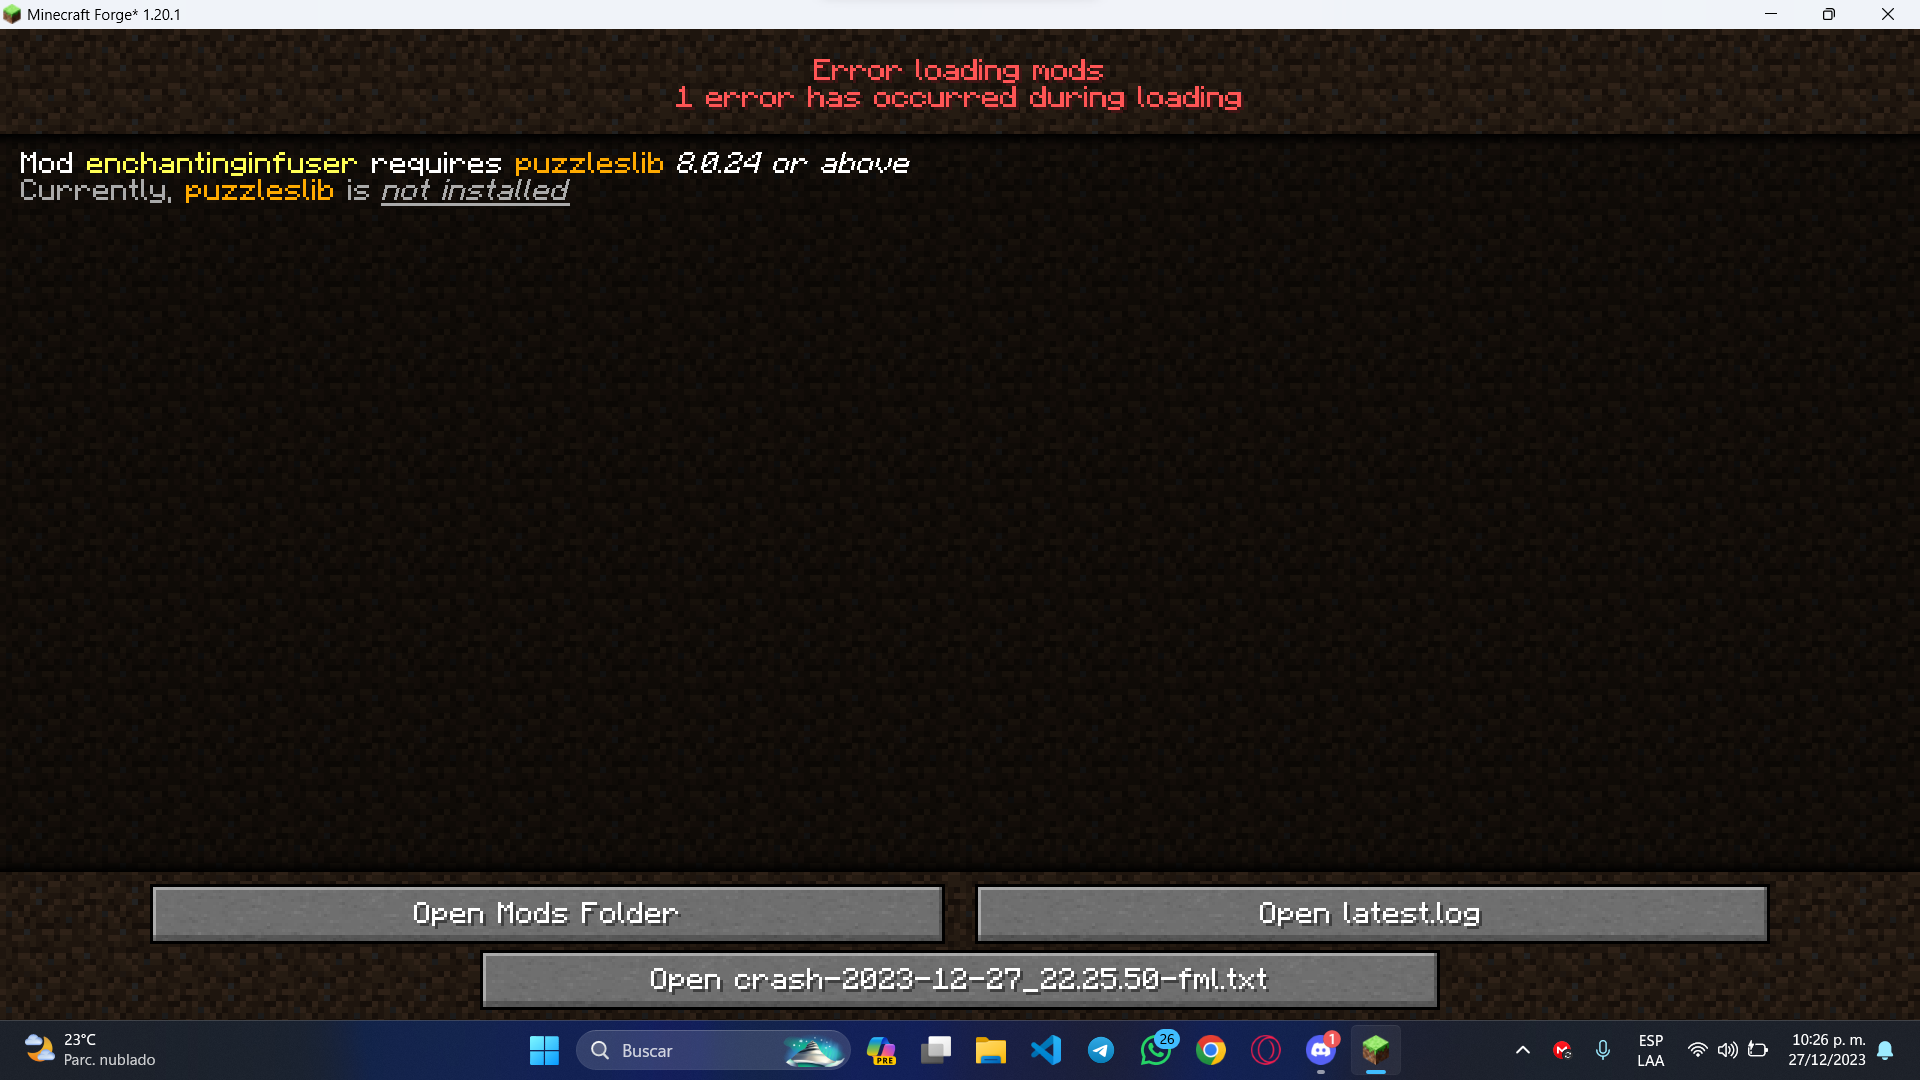 Minecraft Forge* 1.20.1
Error loading mods
1 error has occurred during loading
Mod enchantinginfuser requires puzzleslib 8.0.24 or above
Currently, puzzleslib is not installed
Open Mods Folder
Open latest.log
Open crash-2023-12-27_22.25.50-fml.txt
23°C
Parc. nublado
Buscar
PRE
26
1
ESP
LAA
10:26 p. m.
27/12/2023